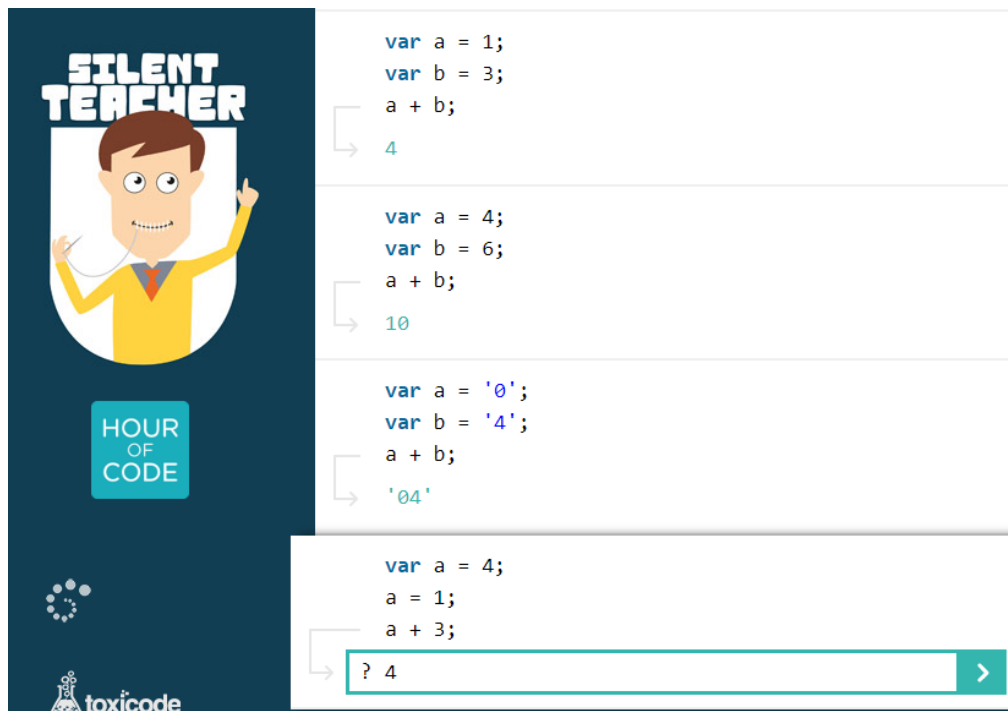 SILENT
TEACHER
HOUR
OF
CODE
toxicode
var a = 1;
var b = 3;
a + b;
4
var a = 4;
var b = 6;
a + b;
10
var a = '0';
var b = '4';
a + b;
'04'
var a = 4;
a = 1;
a + 3;
? 4